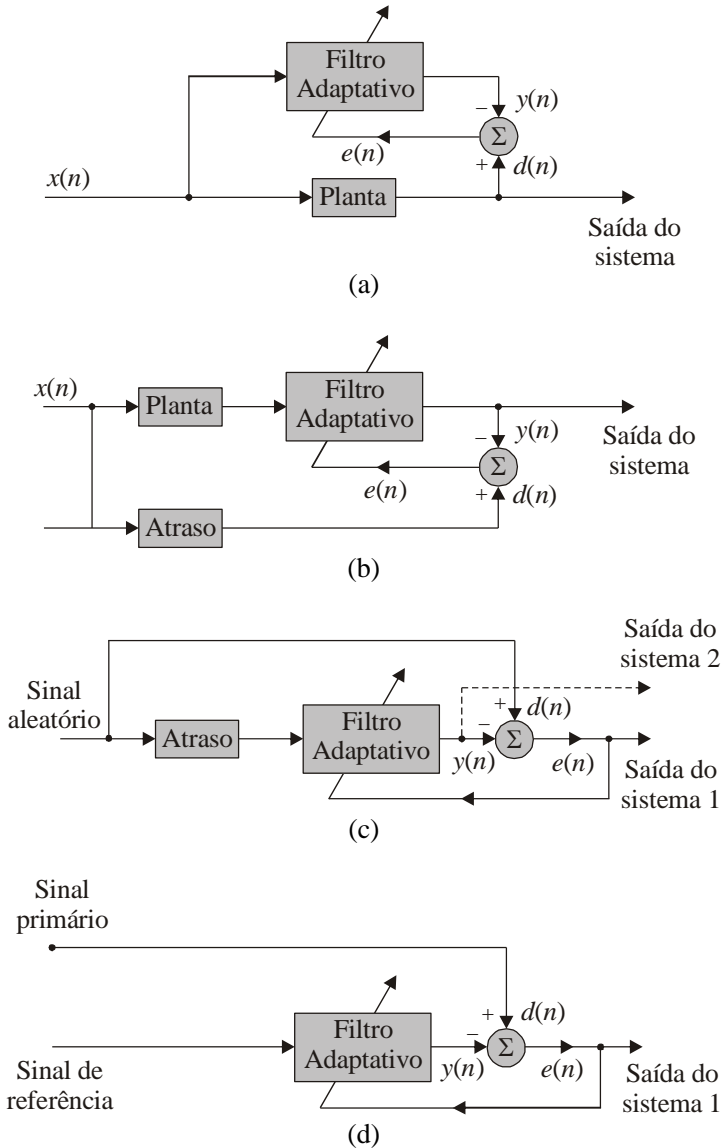 Filtro
Adaptativo
− y(n)
Σ
e(n)
+ d(n)
x(n)
Planta
Saída do
sistema
(a)
x(n)
Planta
Filtro
Adaptativo
− y(n)
Saída do
sistema
Σ
e(n)
+ d(n)
Atraso
(b)
Saída do
sistema 2
Sinal
aleatório
Atraso
Filtro
Adaptativo
+ d(n)
−
Σ
y(n)
e(n)
Saída do
sistema 1
(c)
Sinal
primário
Filtro
Adaptativo
+ d(n)
−
Σ
y(n)
e(n)
Sinal de
referência
Saída do
sistema 1
(d)